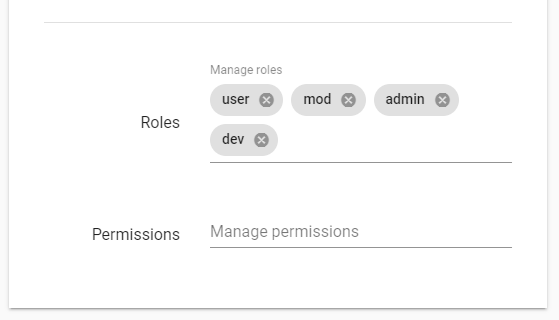 Manage roles
Roles
user mod admin
dev
Permissions Manage permissions